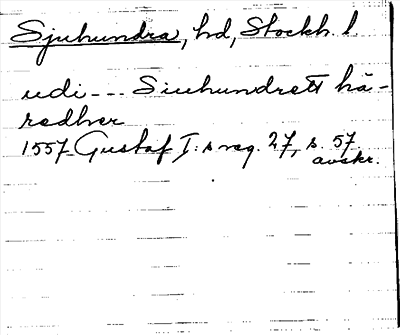 Sjuhundra, hd, Stockh. l
udi --- Siuhundrett hä-
redher
1557 Gustaf I:s reg. 27, s. 57.
avskr.